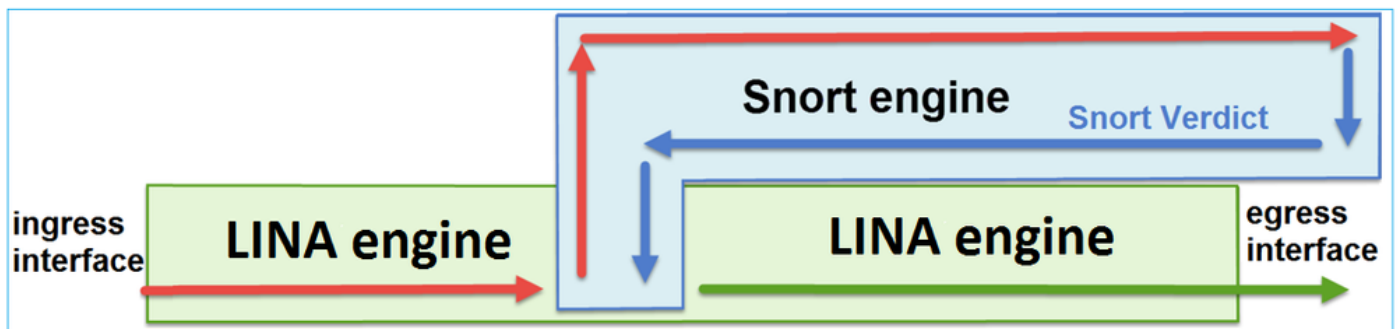 Snort engine
Snort Verdict
ingress
interface
LINA engine
LINA engine
egress
interface